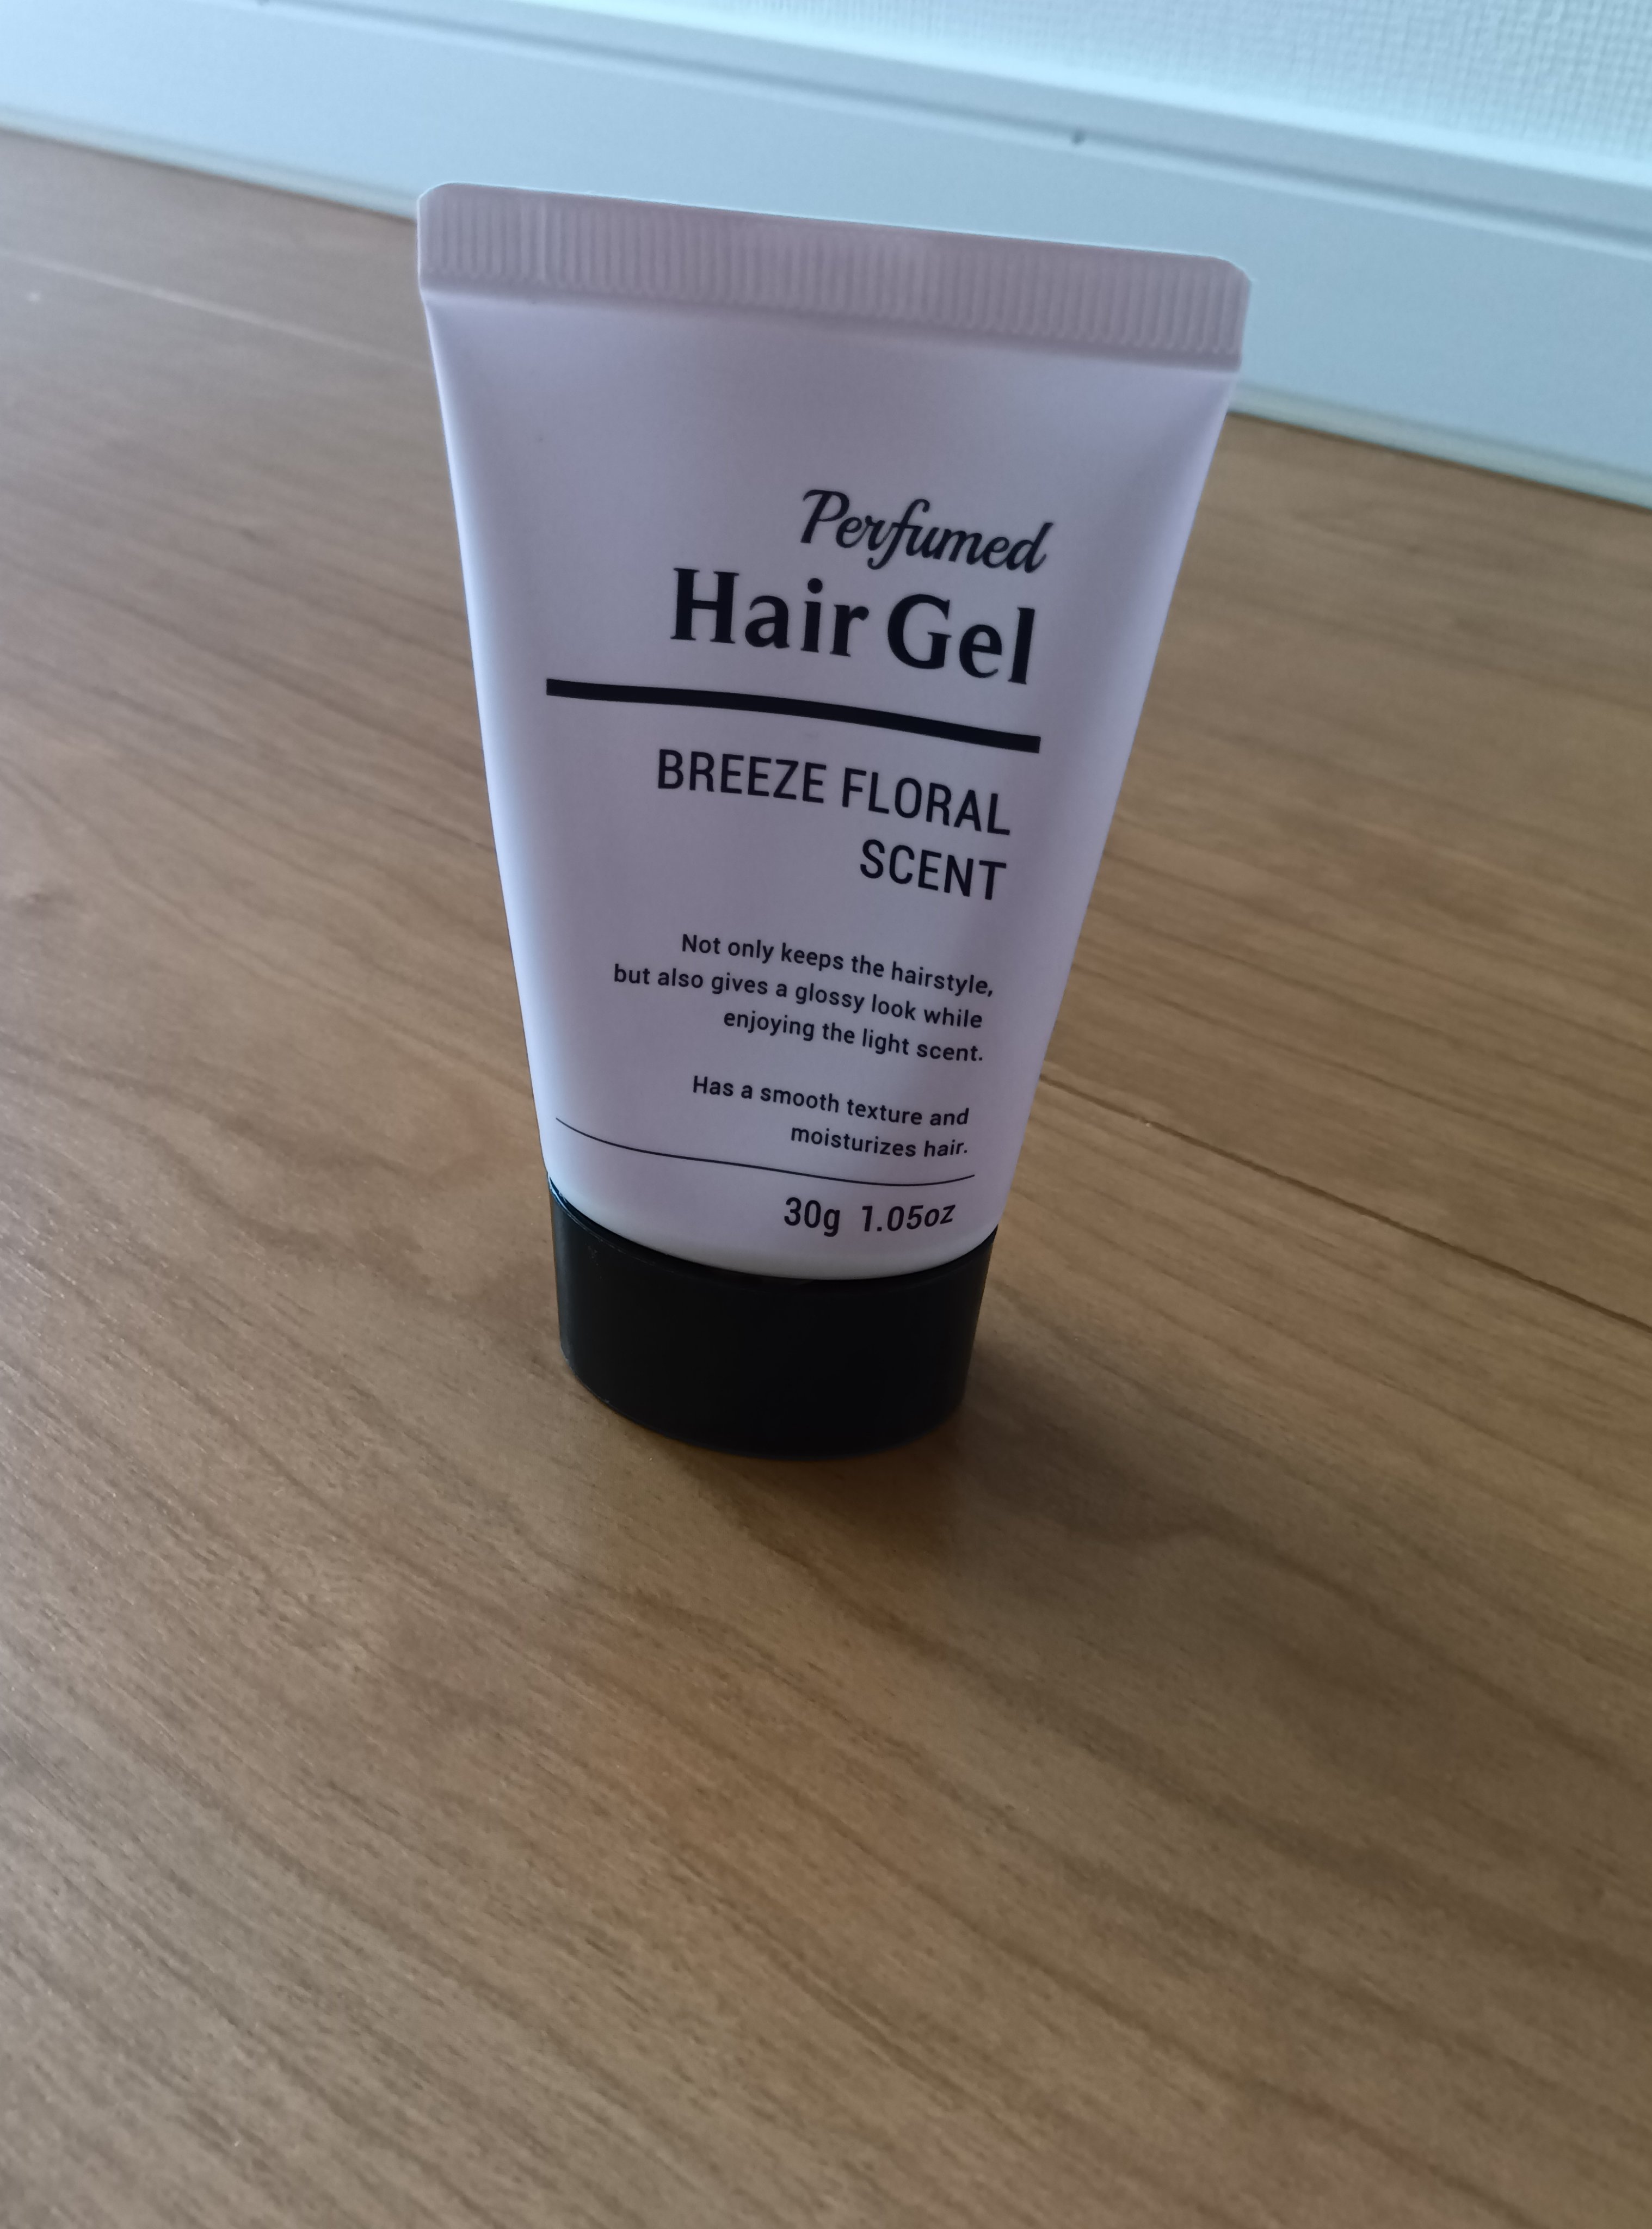 Perfumed
Hair Gel
BREEZE FLORAL
SCENT
Not only keeps the hairstyle,
but also gives a glossy look while
enjoying the light scent.
Has a smooth texture and
moisturizes hair.
30g 1.05oz